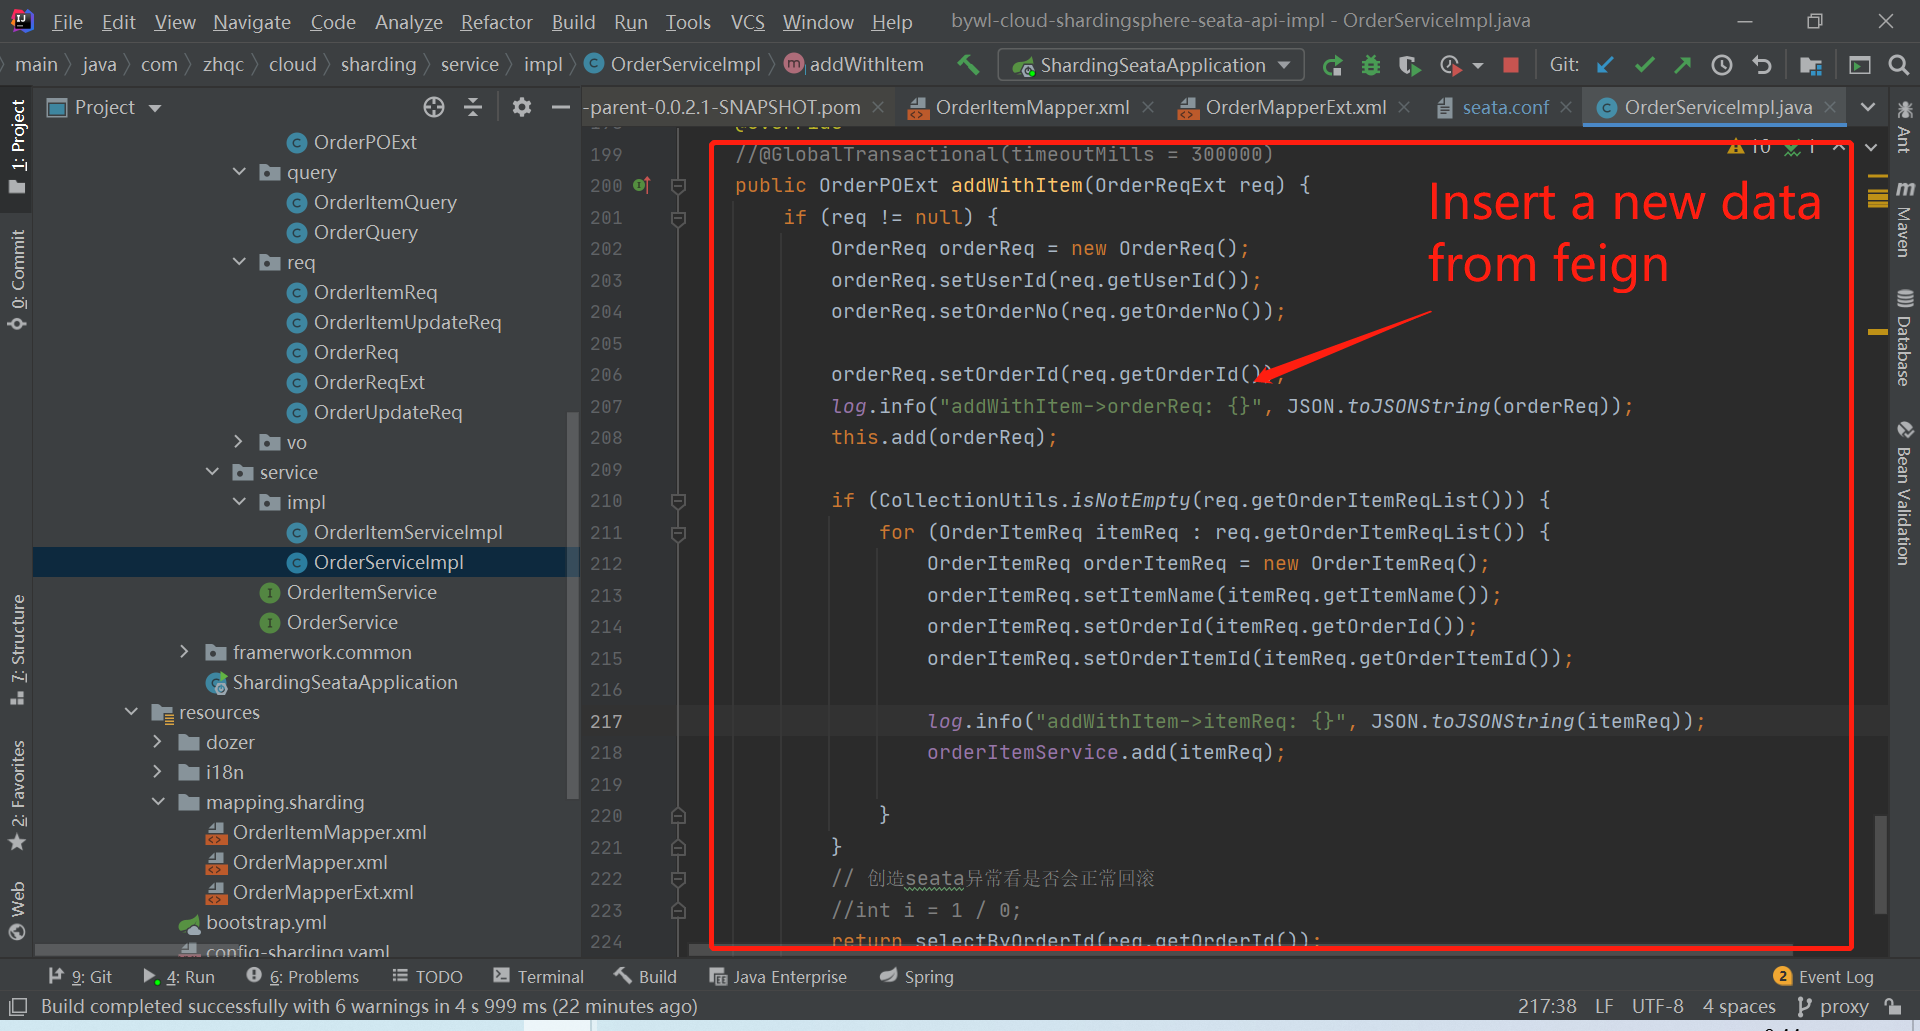 File Edit View Navigate Code Analyze Refactor Build Run Tools VCS Window Help bywl-cloud-shardingsphere-seata-api-impl - OrderServiceImpl.java
main java com zhqc cloud sharding service impl OrderServiceImpl addWithItem ShardingSeataApplication Git:
Project
-parent-0.0.2.1-SNAPSHOT.pom OrderItemMapper.xml OrderMapperExt.xml seata.conf OrderServiceImpl.java
1: Project
0: Commit
7: Structure
2: Favorites
Web
OrderPOExt
query
OrderItemQuery
OrderQuery
req
OrderItemReq
OrderItemUpdateReq
OrderReq
OrderReqExt
OrderUpdateReq
vo
service
impl
OrderItemServiceImpl
OrderServiceImpl
OrderItemService
OrderService
framerwork.common
ShardingSeataApplication
resources
dozer
i18n
mapping.sharding
OrderItemMapper.xml
OrderMapper.xml
OrderMapperExt.xml
bootstrap.yml
config-sharding.yaml
@Override
199 //@GlobalTransactional(timeoutMills = 300000)
10 1
200 public OrderPOExt addWithItem(OrderReqExt req) {
201 if (req != null) {
202 OrderReq orderReq = new OrderReq();
203 orderReq.setUserId(req.getUserId());
204 orderReq.setOrderNo(req.getOrderNo());
205
206 orderReq.setOrderId(req.getOrderId());
207 log.info("addWithItem->orderReq: {}", JSON.toJSONString(orderReq));
208 this.add(orderReq);
209
210 if (CollectionUtils.isNotEmpty(req.getOrderItemReqList())) {
211 for (OrderItemReq itemReq : req.getOrderItemReqList()) {
212 OrderItemReq orderItemReq = new OrderItemReq();
213 orderItemReq.setItemName(itemReq.getItemName());
214 orderItemReq.setOrderId(itemReq.getOrderId());
215 orderItemReq.setOrderItemId(itemReq.getOrderItemId());
216
217 log.info("addWithItem->itemReq: {}", JSON.toJSONString(itemReq));
218 orderItemService.add(itemReq);
219
220 }
221 }
222 // 创造seata异常看是否会正常回滚
223 //int i = 1 / 0;
224 return selectByOrderId(req.getOrderId());
Insert a new data
from feign
Ant
Maven
Database
Bean Validation
9: Git 4: Run 6: Problems TODO Terminal Build Java Enterprise Spring 2 Event Log
Build completed successfully with 6 warnings in 4 s 999 ms (22 minutes ago) 217:38 LF UTF-8 4 spaces proxy